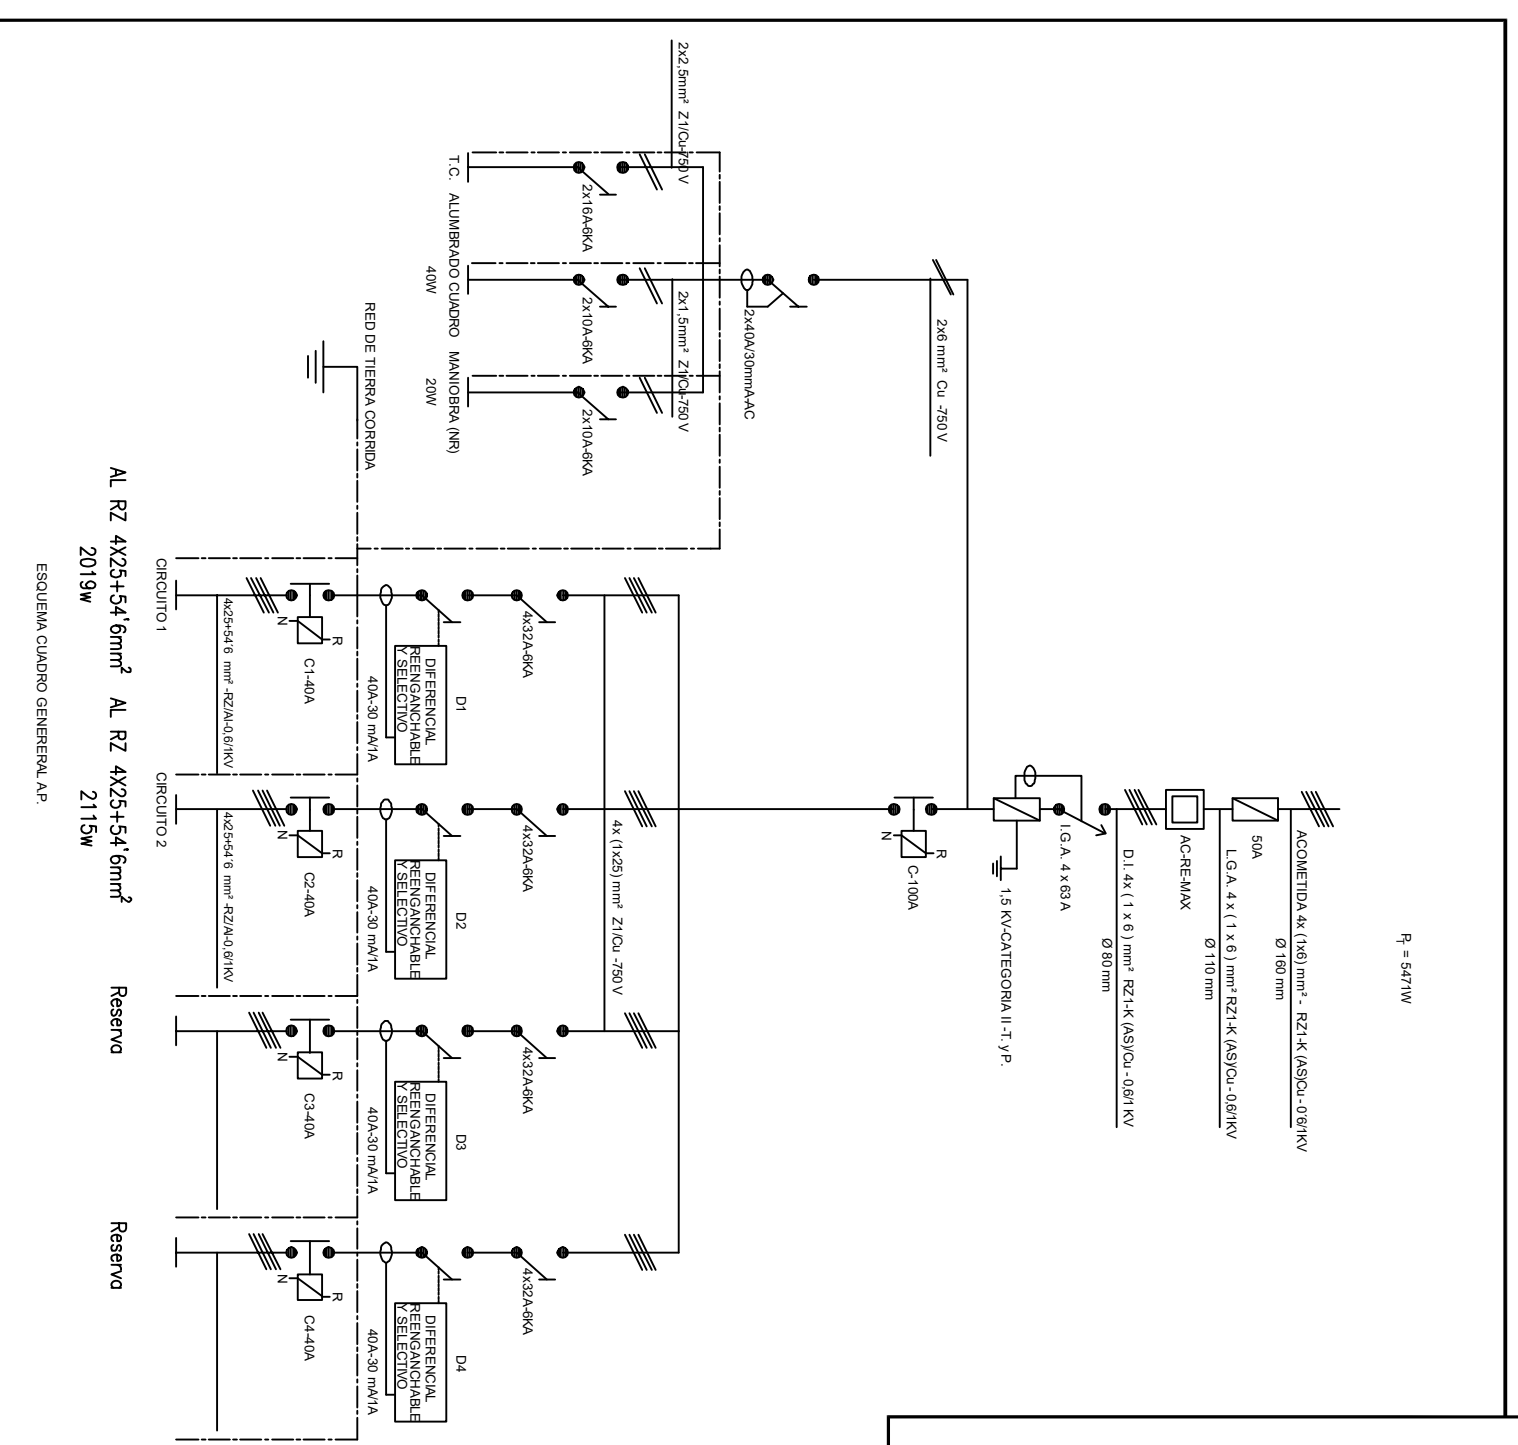 P_T = 5471W
ACOMETIDA 4x (1x6) mm² - RZ1-K (AS)Cu - 0'6/1KV
Ø 160 mm
50A
L.G.A. 4 x ( 1 x 6 ) mm² RZ1-K (AS)/Cu - 0,6/1KV
Ø 110 mm
AC-RE-MAX
D.I. 4x ( 1 x 6 ) mm² RZ1-K (AS)/Cu - 0,6/1 KV
Ø 80 mm
I.G.A. 4 x 63 A
1,5 KV-CATEGORIA II -T. y P.
2x6 mm² Cu -750 V
R
N
C-100A
2x40A/30mmA-AC
2x2,5mm² Z1/Cu-750 V
2x1,5mm² Z1/Cu-750 V
2x16A-6KA
2x10A-6KA
2x10A-6KA
T.C. ALUMBRADO CUADRO MANIOBRA (NR)
40W
20W
RED DE TIERRA CORRIDA
4x (1x25) mm² Z1/Cu -750 V
4x32A-6KA
4x32A-6KA
4x32A-6KA
4x32A-6KA
D1
DIFERENCIAL
REENGANCHABLE
Y SELECTIVO
40A-30 mA/1A
D2
DIFERENCIAL
REENGANCHABLE
Y SELECTIVO
40A-30 mA/1A
D3
DIFERENCIAL
REENGANCHABLE
Y SELECTIVO
40A-30 mA/1A
D4
DIFERENCIAL
REENGANCHABLE
Y SELECTIVO
40A-30 mA/1A
R
N
C1-40A
R
N
C2-40A
R
N
C3-40A
R
N
C4-40A
4x25+54'6 mm² -RZ/Al-0,6/1KV
4x25+54'6 mm² -RZ/Al-0,6/1KV
CIRCUITO 1
CIRCUITO 2
AL RZ 4X25+54'6mm² AL RZ 4X25+54'6mm² Reserva Reserva
2019w
2115w
ESQUEMA CUADRO GENERERAL A.P.